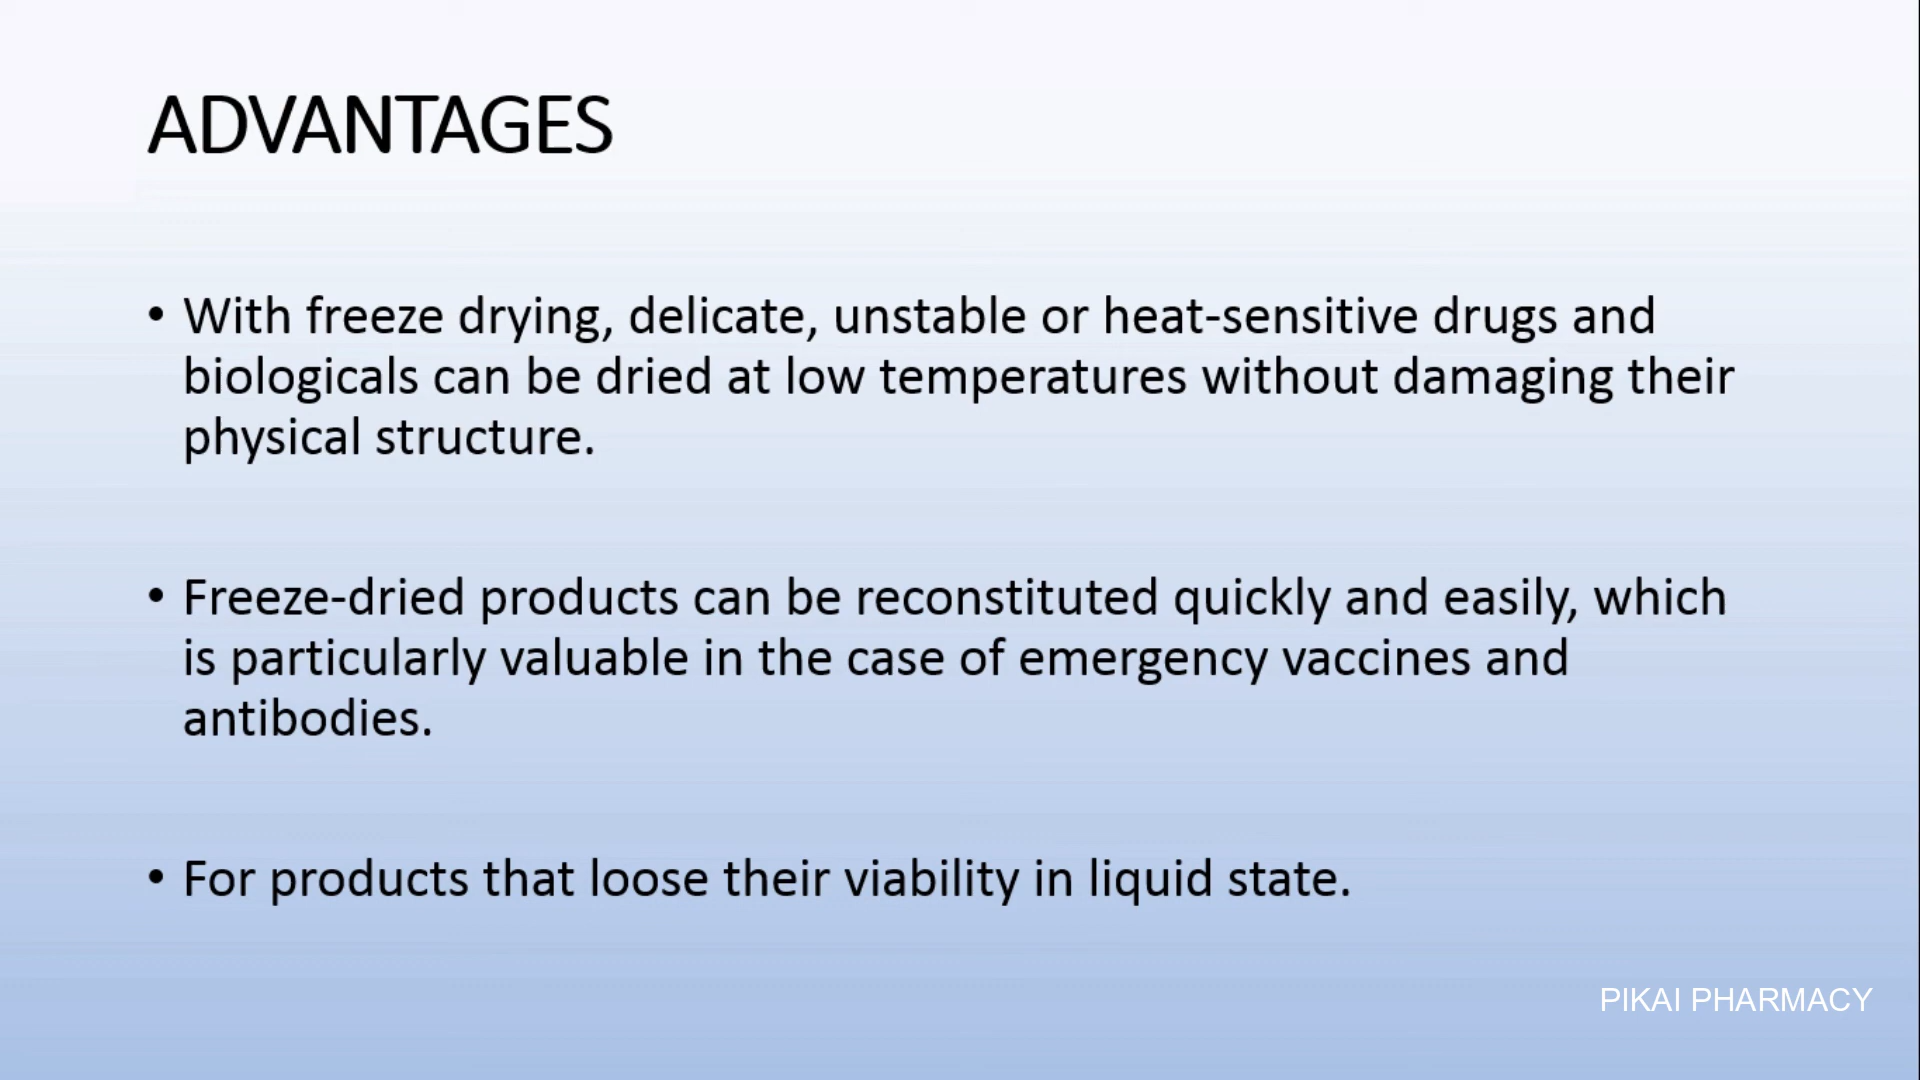 ADVANTAGES
• With freeze drying, delicate, unstable or heat-sensitive drugs and
biologicals can be dried at low temperatures without damaging their
physical structure.
• Freeze-dried products can be reconstituted quickly and easily, which
is particularly valuable in the case of emergency vaccines and
antibodies.
• For products that loose their viability in liquid state.
PIKAI PHARMACY